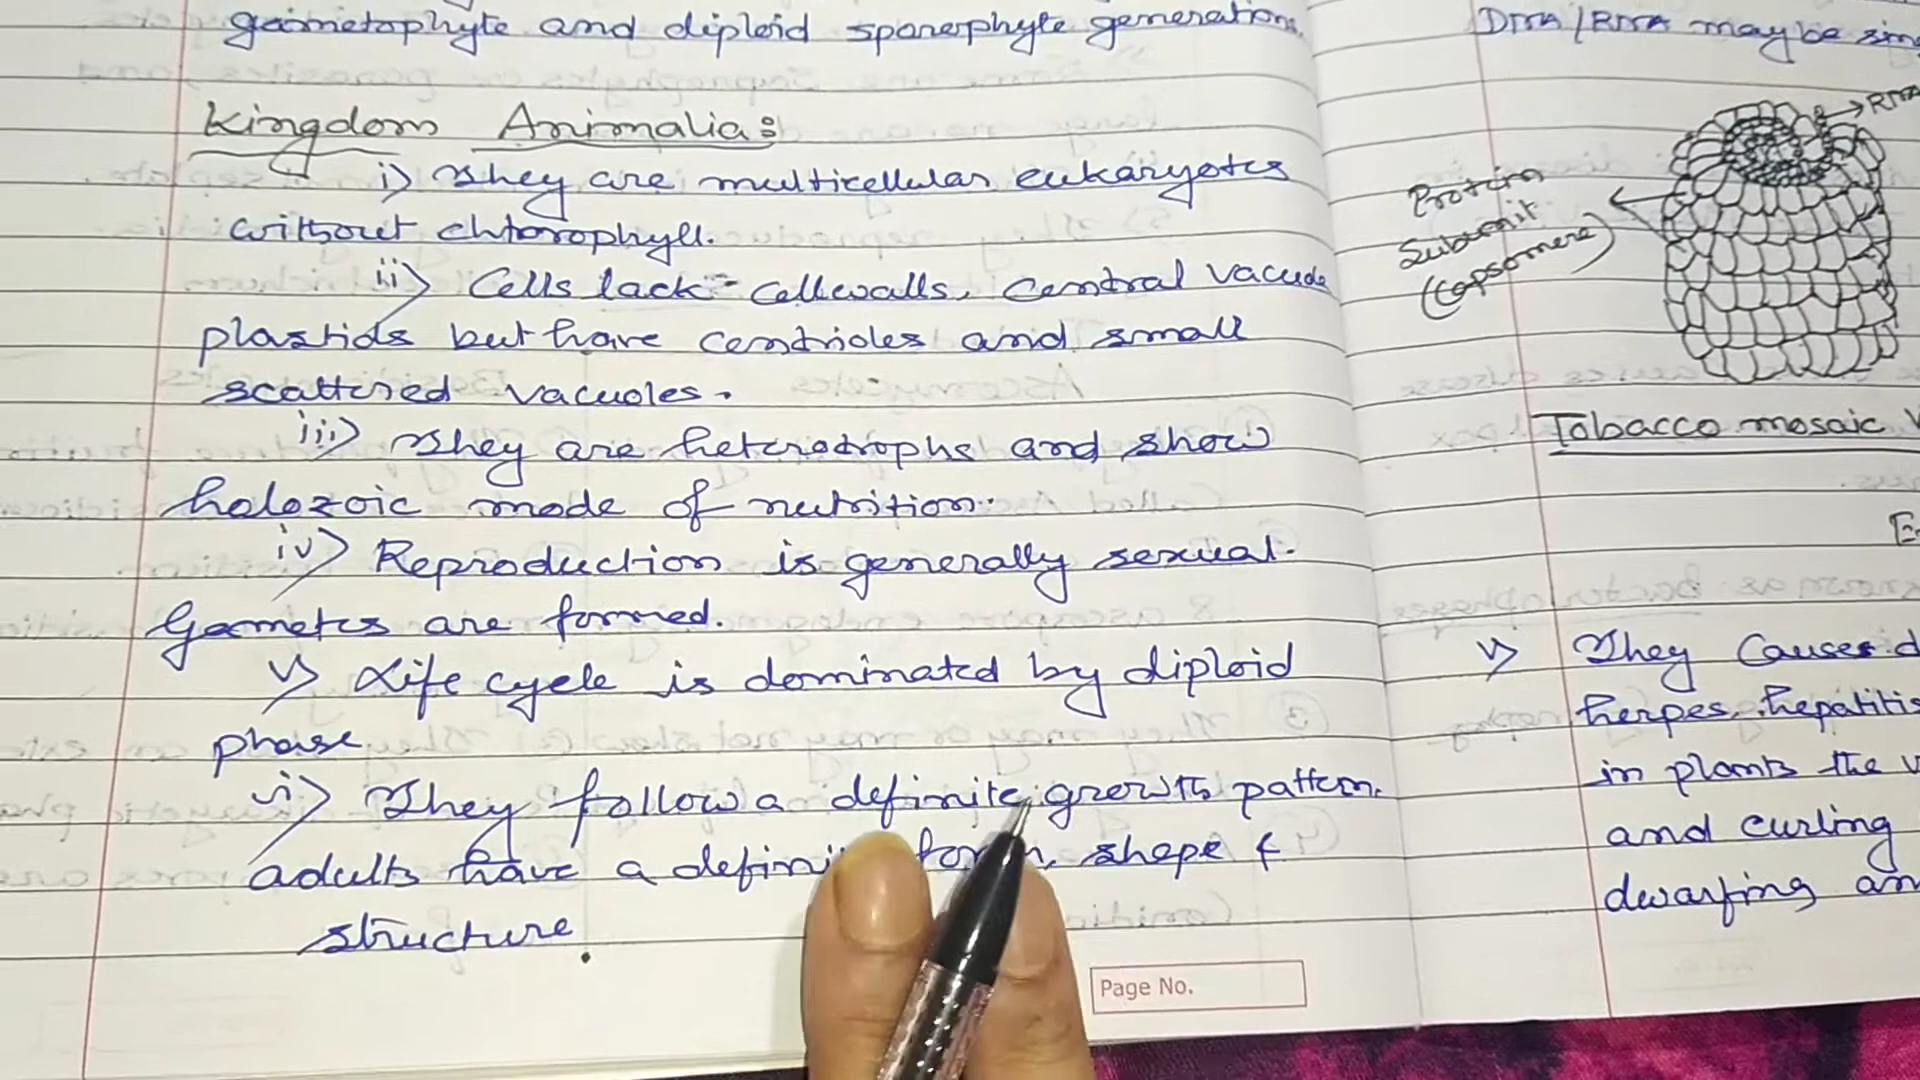 gametophyte and diploid sporophyte generation.
Kingdom Animalia:
i) They are multicellular eukaryotes
without chlorophyll.
ii) Cells lack cellwalls, central vacuole
plastids but have centrioles and small
scattered vacuoles.
iii) They are heterotrophs and show
holozoic mode of nutrition.
iv) Reproduction is generally sexual.
Gametes are formed.
v) Life cycle is dominated by diploid
phase
vi) They follow a definite growth pattern.
adults have a definite form, shape &
structure.
Page No.
DNA/RNA may be sing
RNA
Protein
Subunit
(Capsomere)
Tobacco mosaic V
v) They Causes d
herpes, hepatitis
in plants the
and curling
dwarfing an